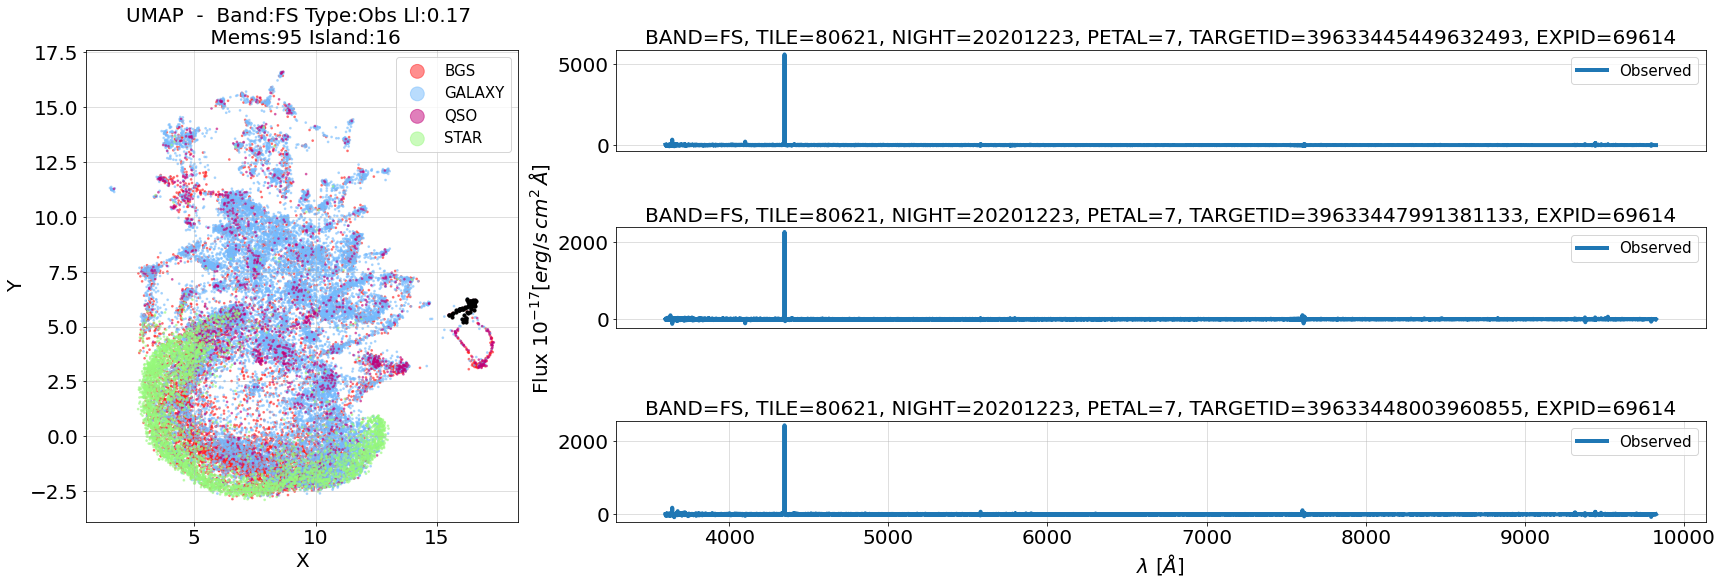 UMAP - Band:FS Type:Obs Ll:0.17
Mems:95 Island:16
17.5
15.0
12.5
10.0
7.5
5.0
2.5
0.0
−2.5
Y
5 10 15
X
BGS
GALAXY
QSO
STAR
Flux 10⁻¹⁷[erg/s cm² Å]
BAND=FS, TILE=80621, NIGHT=20201223, PETAL=7, TARGETID=39633445449632493, EXPID=69614
5000
0
Observed
BAND=FS, TILE=80621, NIGHT=20201223, PETAL=7, TARGETID=39633447991381133, EXPID=69614
2000
0
Observed
BAND=FS, TILE=80621, NIGHT=20201223, PETAL=7, TARGETID=39633448003960855, EXPID=69614
2000
0
Observed
4000 5000 6000 7000 8000 9000 10000
λ [Å]